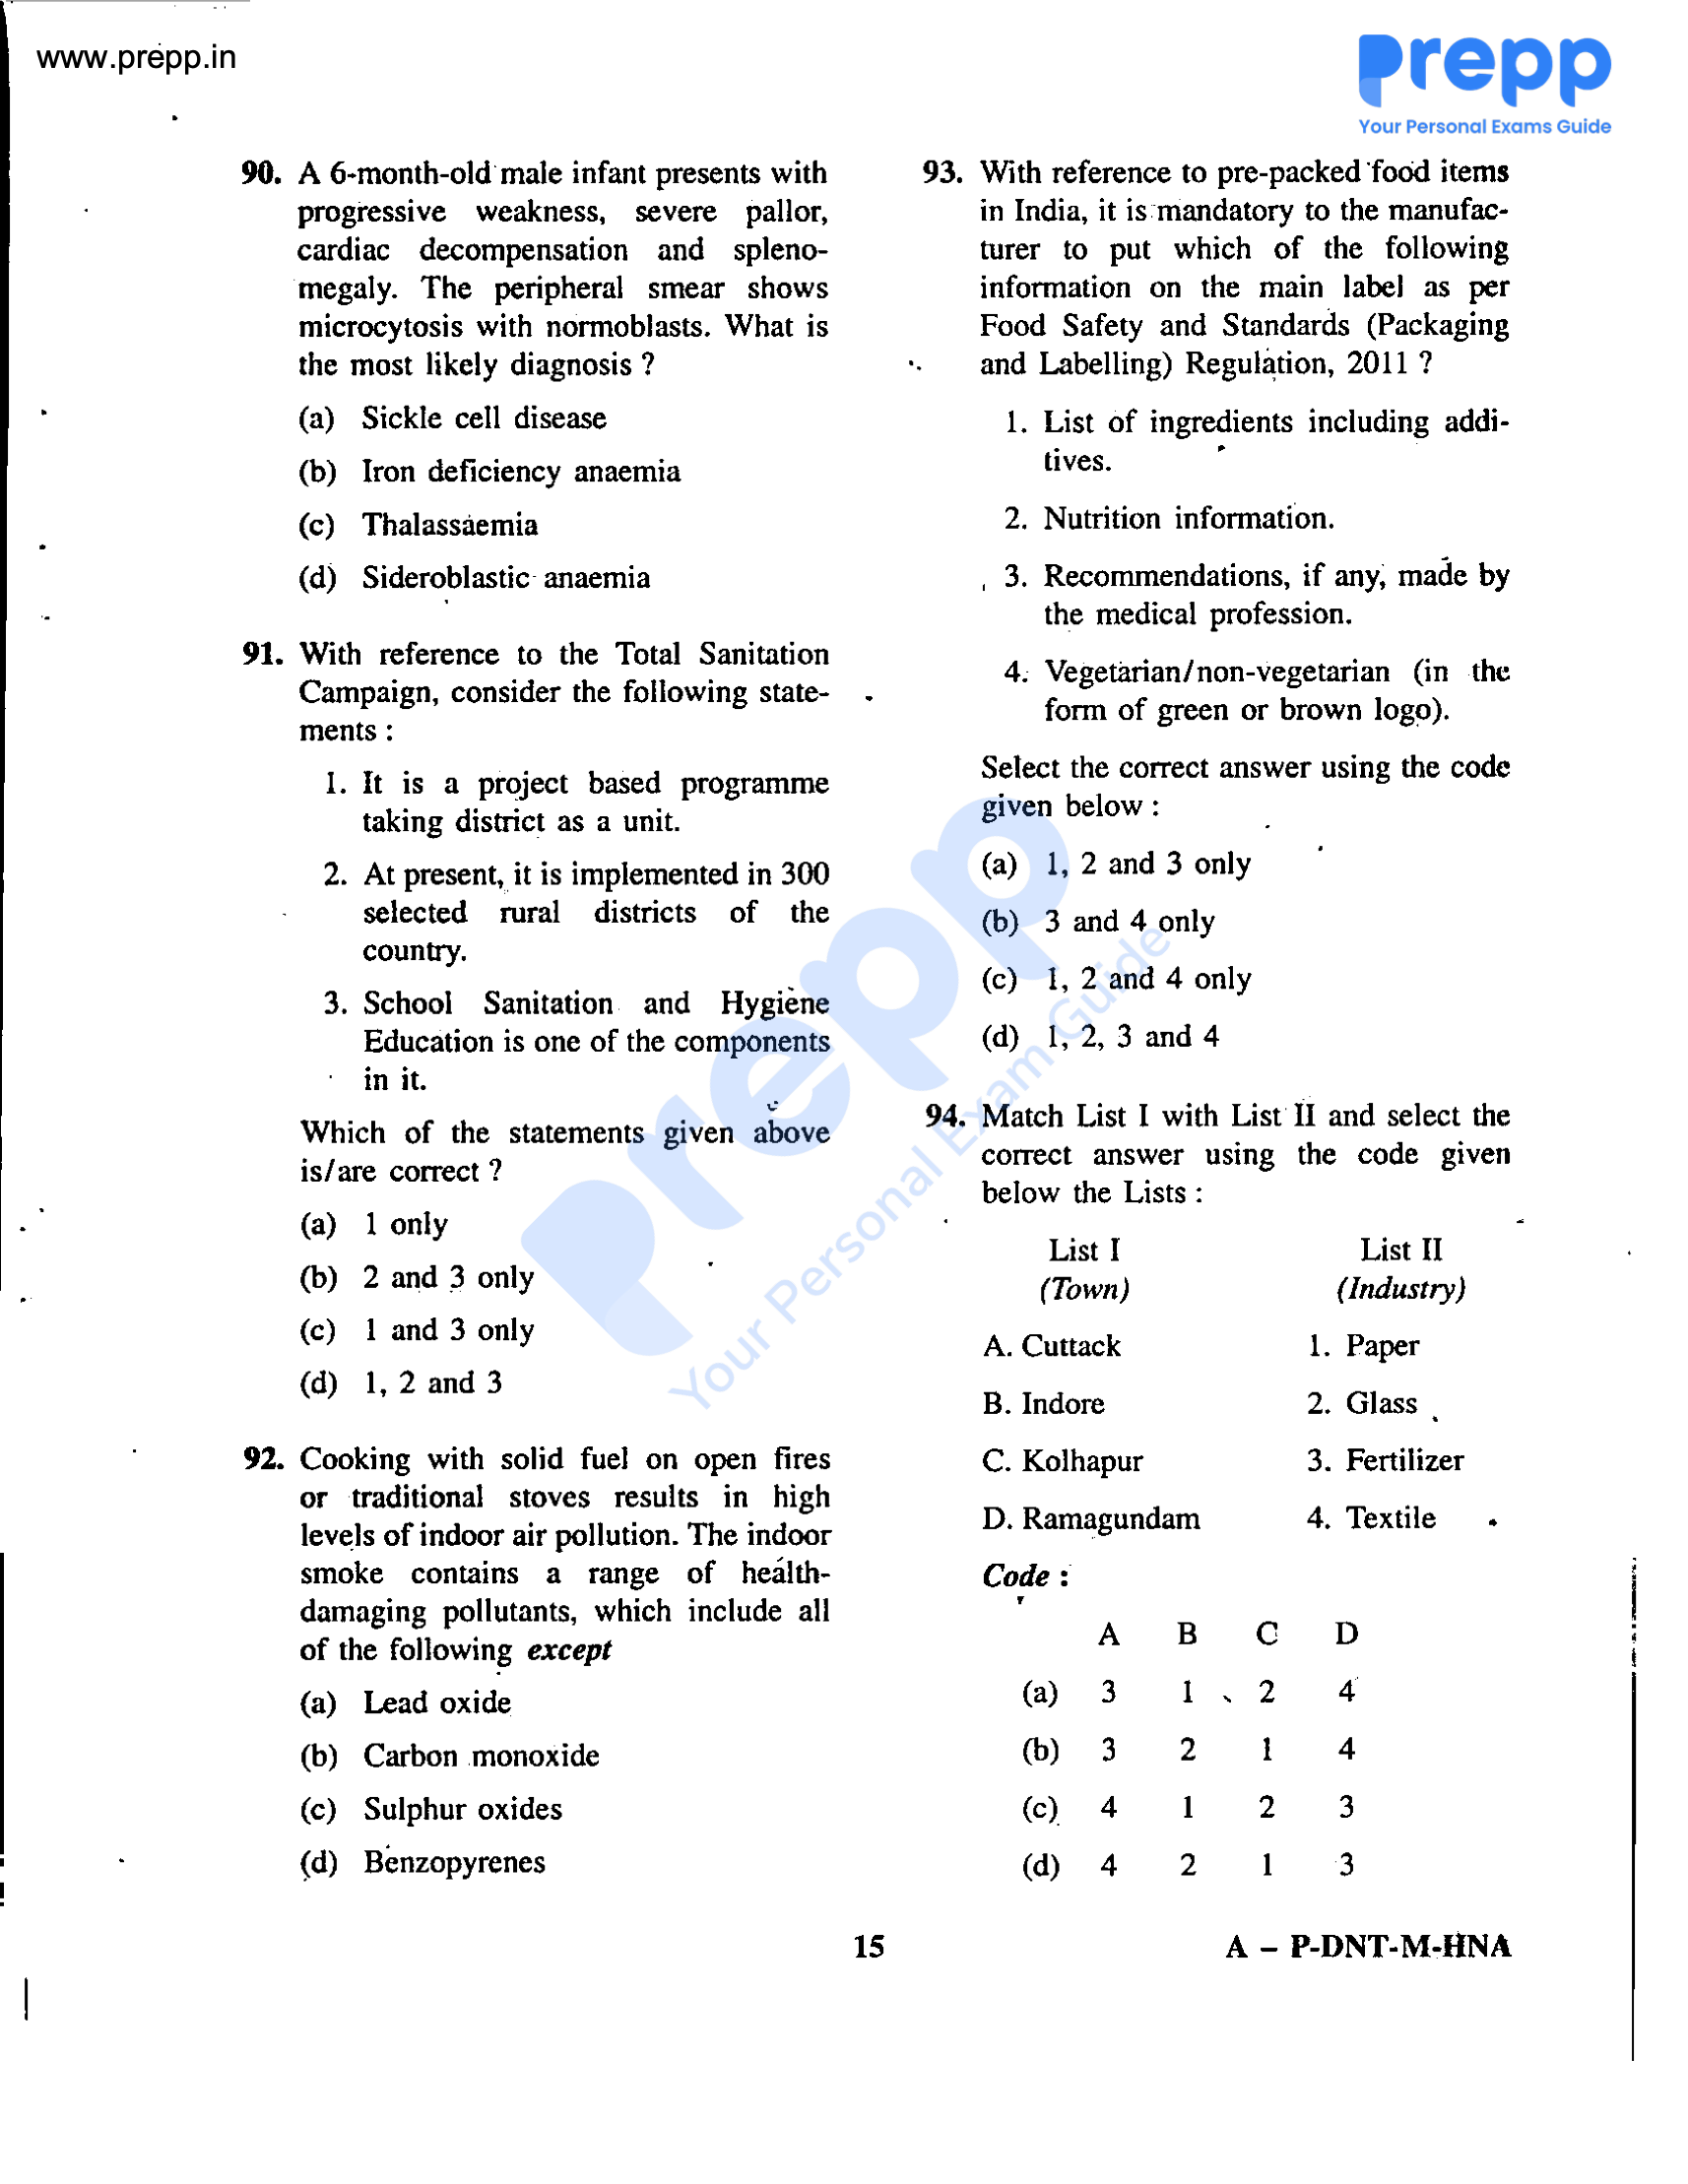 www.prepp.in
prepp
Your Personal Exams Guide
90. A 6-month-old male infant presents with
progressive weakness, severe pallor,
cardiac decompensation and spleno-
megaly. The peripheral smear shows
microcytosis with normoblasts. What is
the most likely diagnosis ?
(a) Sickle cell disease
(b) Iron deficiency anaemia
(c) Thalassaemia
(d) Sideroblastic anaemia
91. With reference to the Total Sanitation
Campaign, consider the following state-
ments :
1. It is a project based programme
taking district as a unit.
2. At present, it is implemented in 300
selected rural districts of the
country.
3. School Sanitation and Hygiene
Education is one of the components
in it.
Which of the statements given above
is/are correct ?
(a) 1 only
(b) 2 and 3 only
(c) 1 and 3 only
(d) 1, 2 and 3
92. Cooking with solid fuel on open fires
or traditional stoves results in high
levels of indoor air pollution. The indoor
smoke contains a range of health-
damaging pollutants, which include all
of the following except
(a) Lead oxide
(b) Carbon monoxide
(c) Sulphur oxides
(d) Benzopyrenes
93. With reference to pre-packed food items
in India, it is mandatory to the manufac-
turer to put which of the following
information on the main label as per
Food Safety and Standards (Packaging
and Labelling) Regulation, 2011 ?
1. List of ingredients including addi-
tives.
2. Nutrition information.
3. Recommendations, if any, made by
the medical profession.
4. Vegetarian/non-vegetarian (in the
form of green or brown logo).
Select the correct answer using the code
given below :
(a) 1, 2 and 3 only
(b) 3 and 4 only
(c) 1, 2 and 4 only
(d) 1, 2, 3 and 4
94. Match List I with List II and select the
correct answer using the code given
below the Lists :
List I List II
(Town) (Industry)
A. Cuttack 1. Paper
B. Indore 2. Glass
C. Kolhapur 3. Fertilizer
D. Ramagundam 4. Textile
Code :
A B C D
(a) 3 1 2 4
(b) 3 2 1 4
(c) 4 1 2 3
(d) 4 2 1 3
prepp
Your Personal Exam Guide
15 A – P-DNT-M-HNA